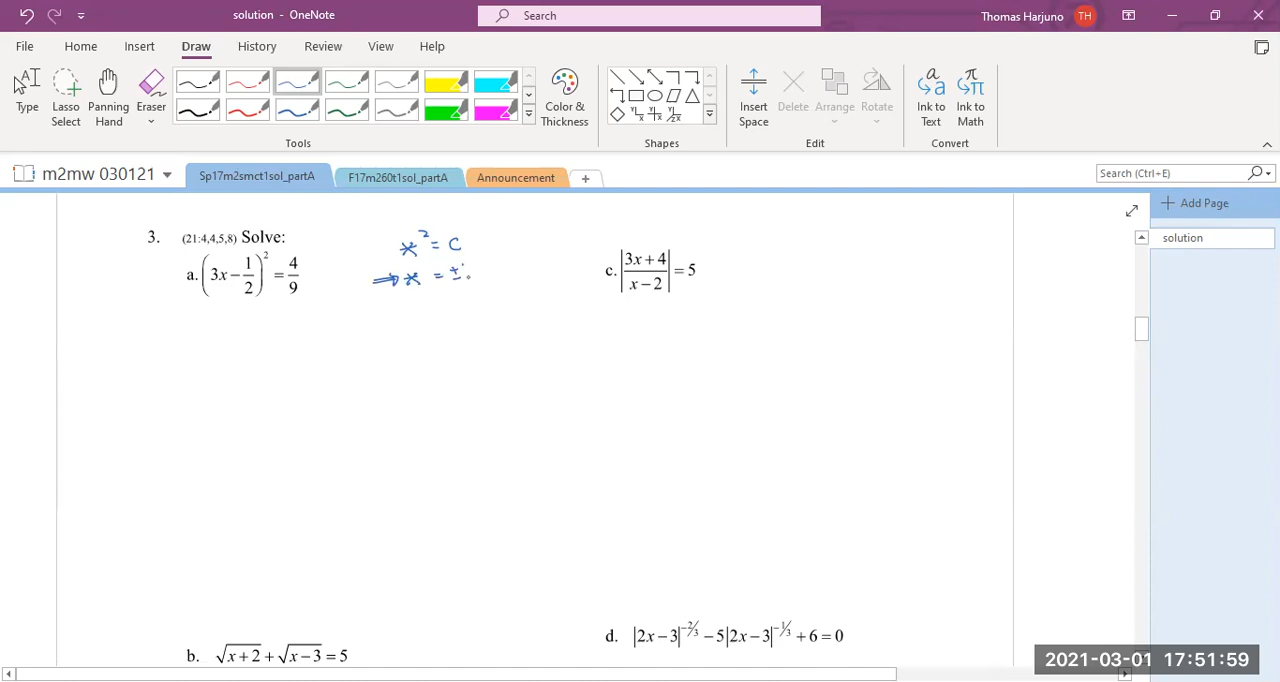 solution - OneNote
Search
Thomas Harjuno TH
File Home Insert Draw History Review View Help
Type
Lasso Select
Panning Hand
Eraser
Color & Thickness
Insert Space
Delete
Arrange
Rotate
Ink to Text
Ink to Math
Tools
Shapes
Edit
Convert
m2mw 030121
Sp17m2smct1sol_partA
F17m260t1sol_partA
Announcement
Search (Ctrl+E)
Add Page
solution
3. (21:4,4,5,8) Solve:
a. (3x − 1/2)² = 4/9
*² = C
⇒ * = ±
c. |(3x + 4)/(x − 2)| = 5
b. √(x + 2) + √(x − 3) = 5
d. |2x − 3|^(−2/3) − 5|2x − 3|^(−1/3) + 6 = 0
2021-03-01 17:51:59